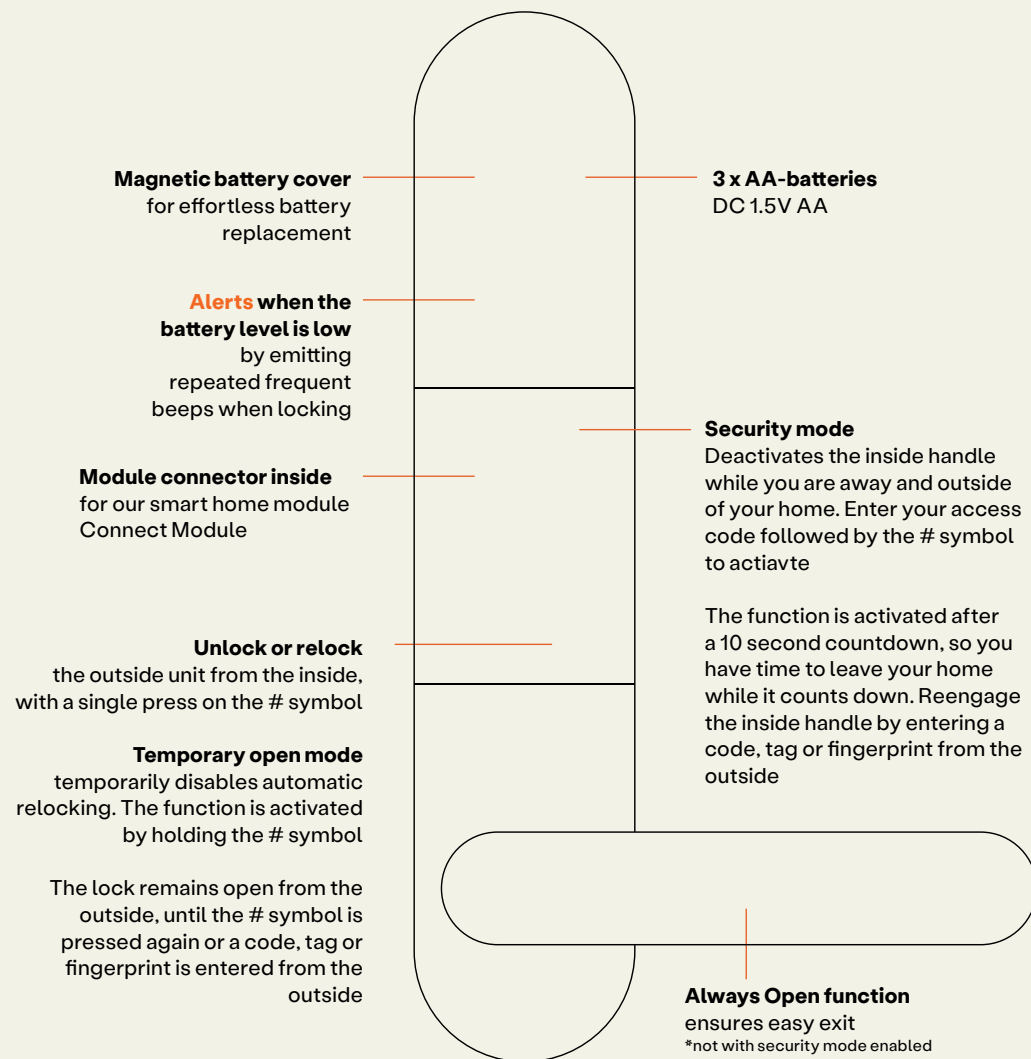 Magnetic battery cover
for effortless battery
replacement
3 x AA-batteries
DC 1.5V AA
Alerts when the
battery level is low
by emitting
repeated frequent
beeps when locking
Module connector inside
for our smart home module
Connect Module
Security mode
Deactivates the inside handle
while you are away and outside
of your home. Enter your access
code followed by the # symbol
to actiavte
The function is activated after
a 10 second countdown, so you
have time to leave your home
while it counts down. Reengage
the inside handle by entering a
code, tag or fingerprint from the
outside
Unlock or relock
the outside unit from the inside,
with a single press on the # symbol
Temporary open mode
temporarily disables automatic
relocking. The function is activated
by holding the # symbol
The lock remains open from the
outside, until the # symbol is
pressed again or a code, tag or
fingerprint is entered from the
outside
Always Open function
ensures easy exit
*not with security mode enabled